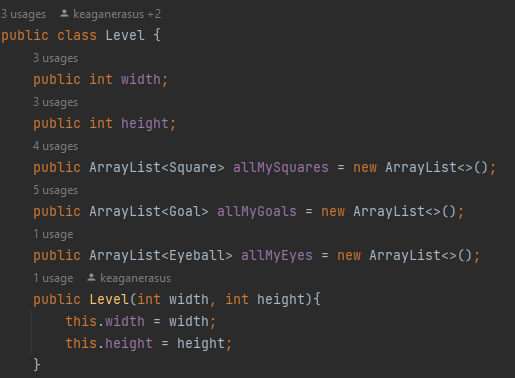 3 usages keaganerasus +2
public class Level {
3 usages
public int width;
3 usages
public int height;
4 usages
public ArrayList<Square> allMySquares = new ArrayList<>();
5 usages
public ArrayList<Goal> allMyGoals = new ArrayList<>();
1 usage
public ArrayList<Eyeball> allMyEyes = new ArrayList<>();
1 usage keaganerasus
public Level(int width, int height){
this.width = width;
this.height = height;
}